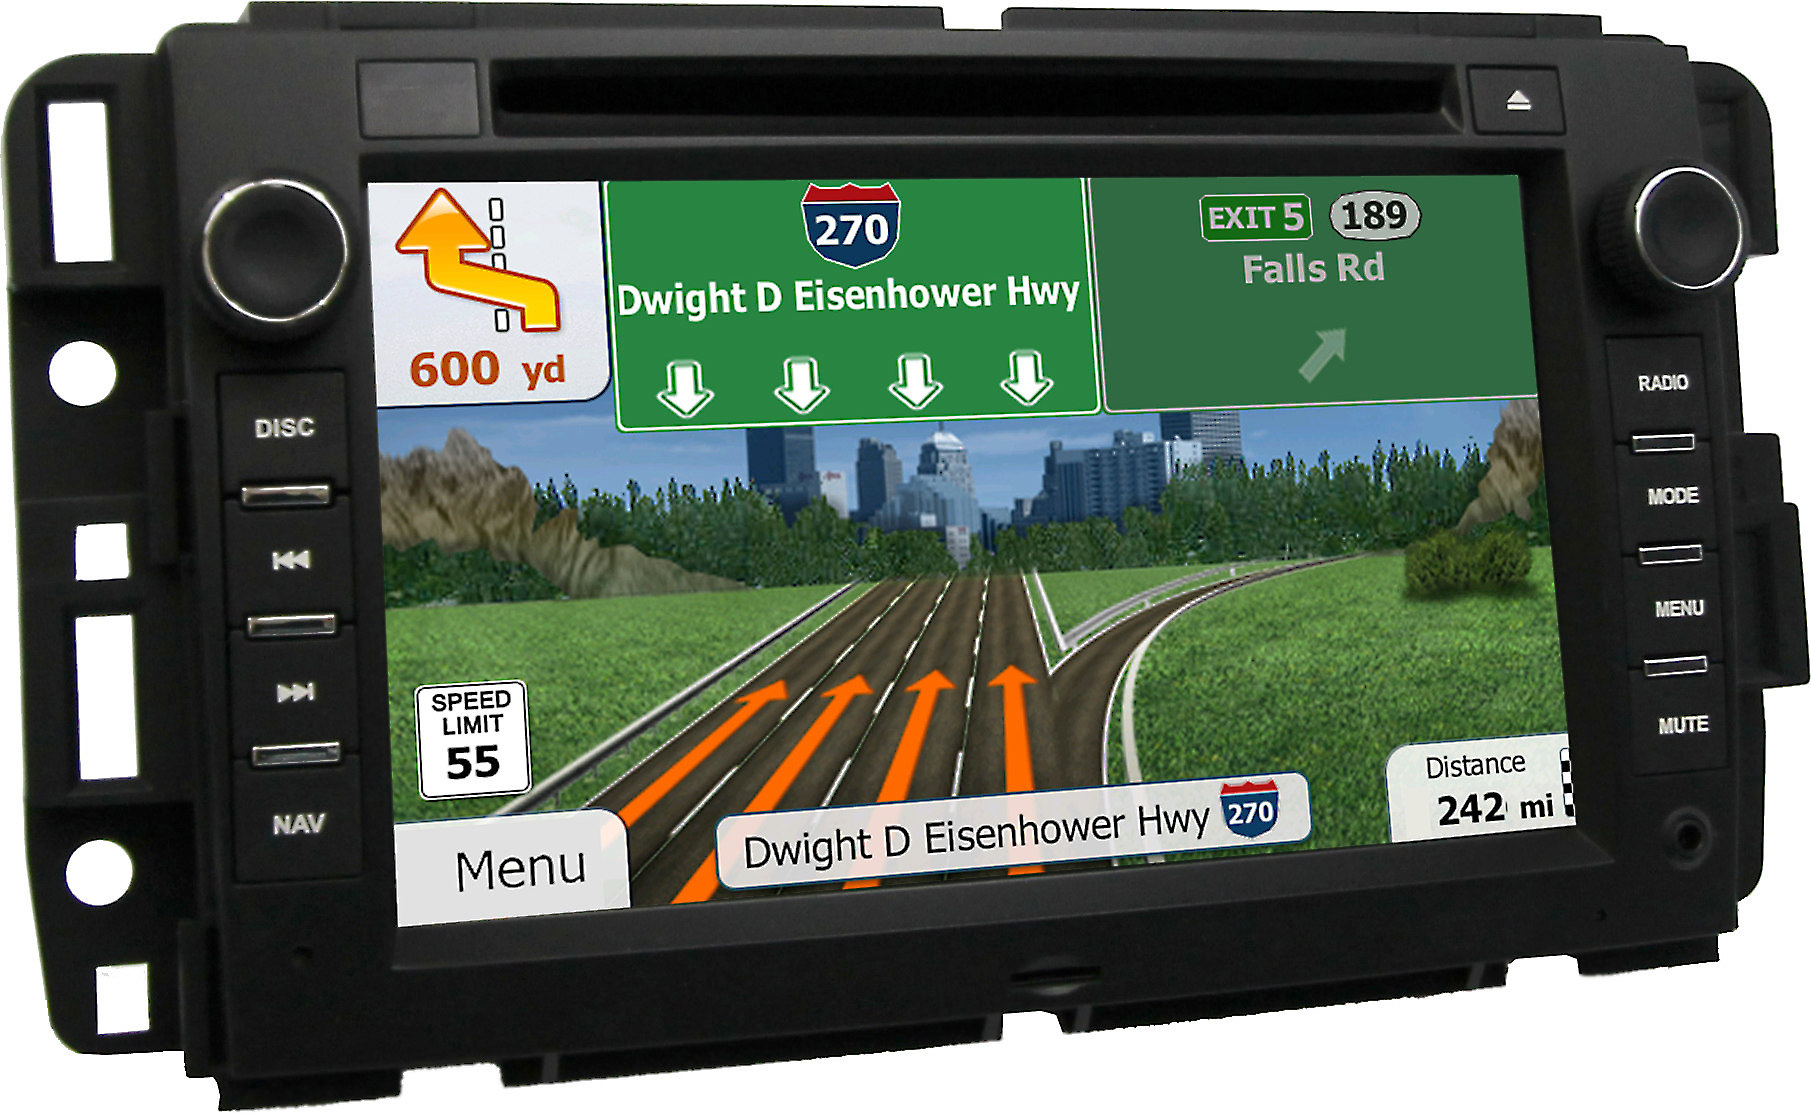 600 yd
270
Dwight D Eisenhower Hwy
EXIT 5 189
Falls Rd
DISC
NAV
RADIO
MODE
MENU
MUTE
SPEED
LIMIT
55
Menu
Dwight D Eisenhower Hwy 270
Distance
242 mi